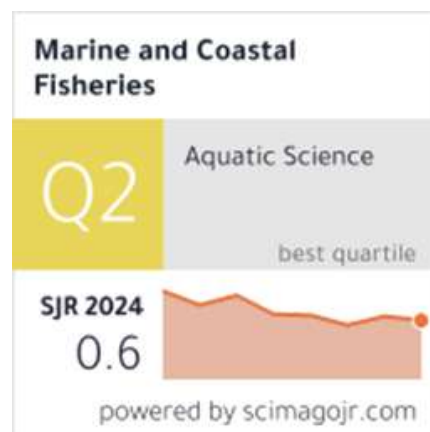 Marine and Coastal
Fisheries
Q2
Aquatic Science
best quartile
SJR 2024
0.6
powered by scimagojr.com